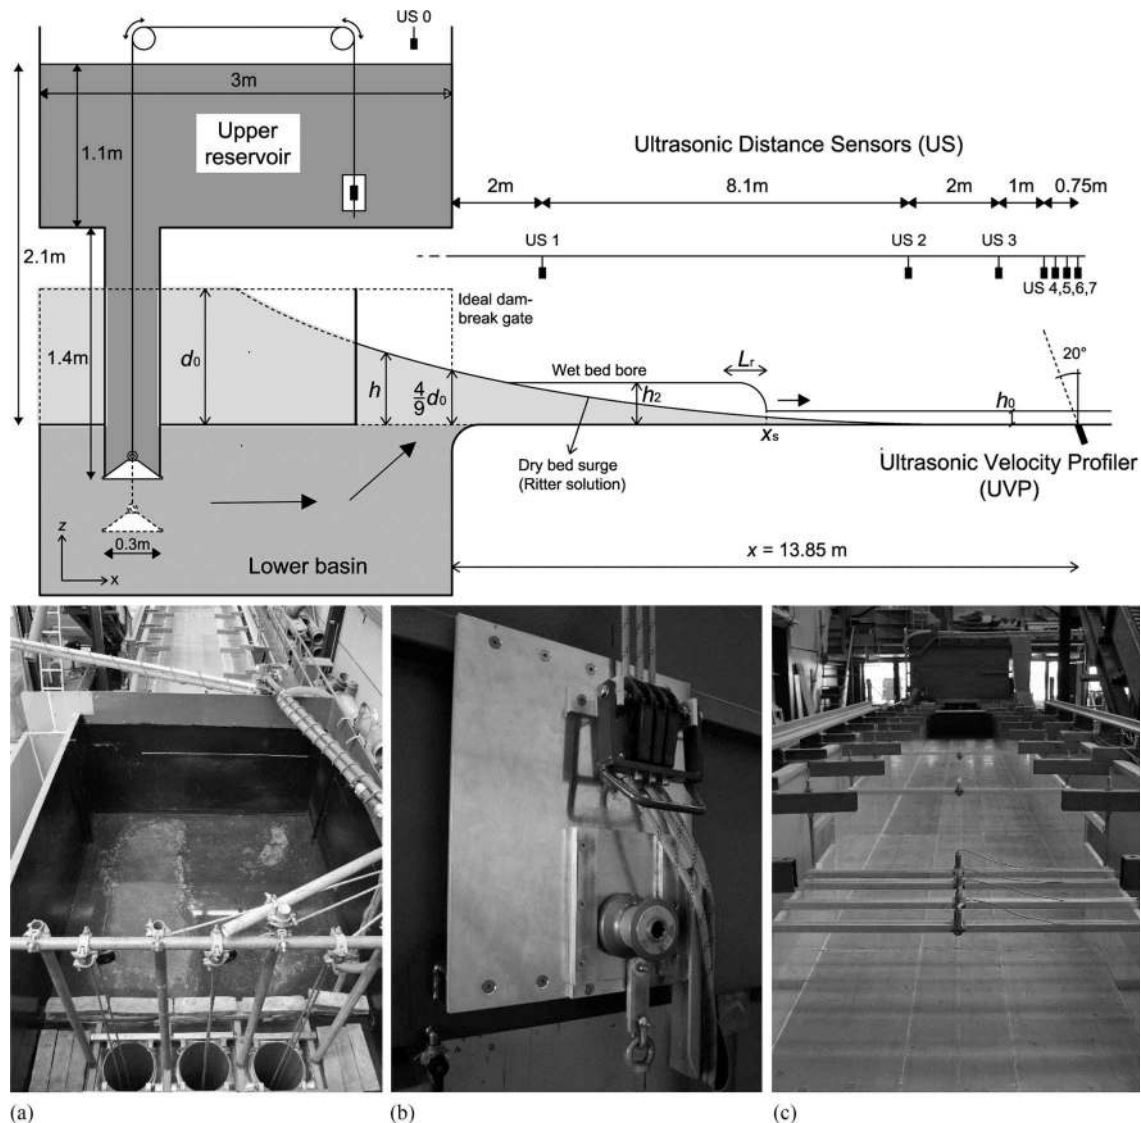 US 0
3m
Upper
reservoir
1.1m
Ultrasonic Distance Sensors (US)
2m
8.1m
2m
1m
0.75m
US 1
US 2
US 3
US 4,5,6,7
2.1m
Ideal dam-
break gate
1.4m
d₀
h
4/9 d₀
Wet bed bore
Lᵣ
h₂
h₀
20°
xₛ
Dry bed surge
(Ritter solution)
Ultrasonic Velocity Profiler
(UVP)
z
x
0.3m
Lower basin
x = 13.85 m
(a)
(b)
(c)